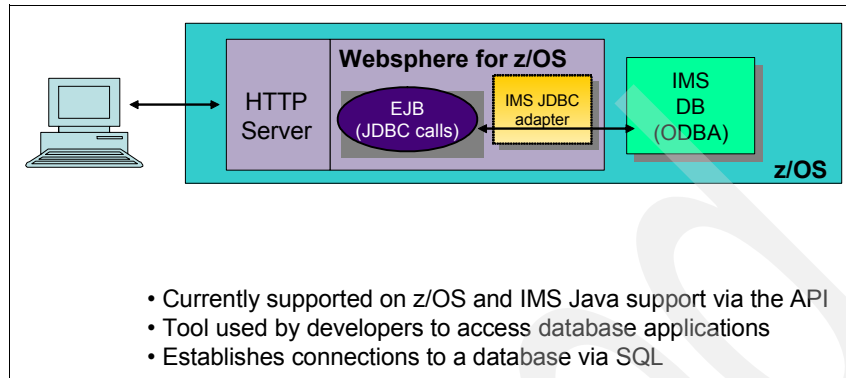 Websphere for z/OS
HTTP
Server
EJB
(JDBC calls)
IMS JDBC
adapter
IMS
DB
(ODBA)
z/OS
• Currently supported on z/OS and IMS Java support via the API
• Tool used by developers to access database applications
• Establishes connections to a database via SQL